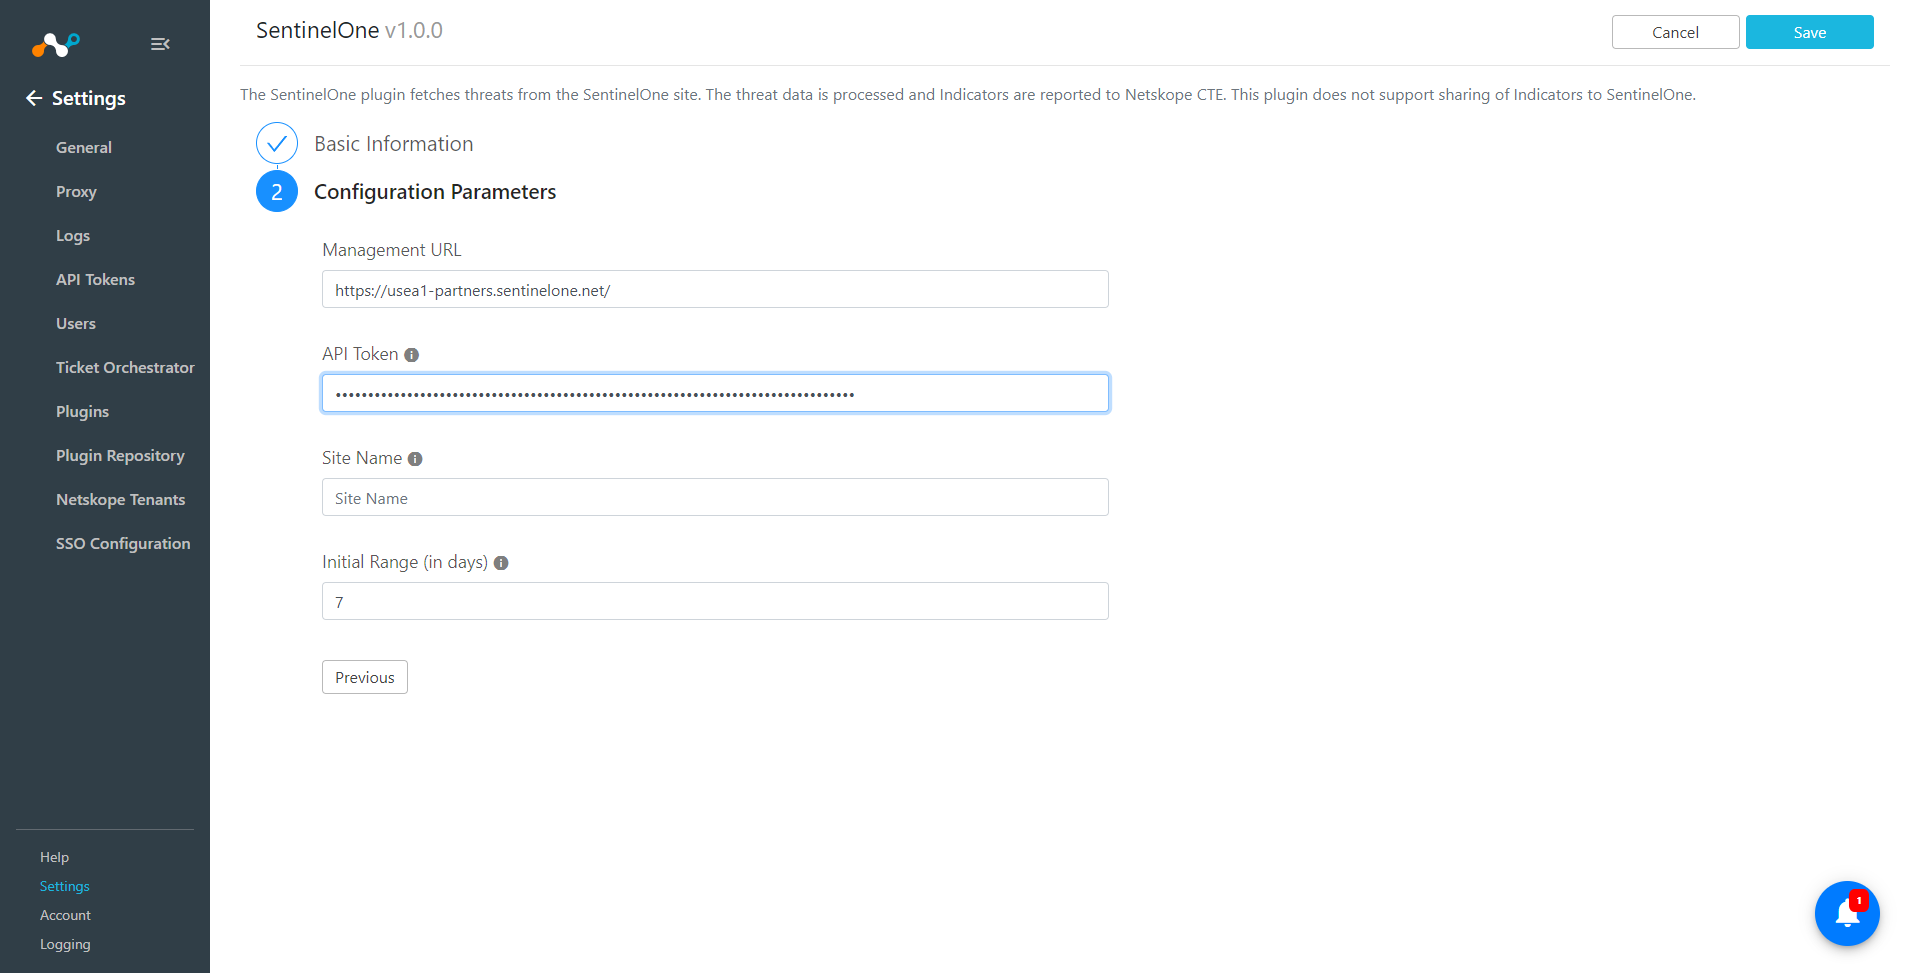 Settings
General
Proxy
Logs
API Tokens
Users
Ticket Orchestrator
Plugins
Plugin Repository
Netskope Tenants
SSO Configuration
Help
Settings
Account
Logging
SentinelOne v1.0.0
Cancel
Save
The SentinelOne plugin fetches threats from the SentinelOne site. The threat data is processed and Indicators are reported to Netskope CTE. This plugin does not support sharing of Indicators to SentinelOne.
Basic Information
2 Configuration Parameters
Management URL
https://usea1-partners.sentinelone.net/
API Token
Site Name
Site Name
Initial Range (in days)
7
Previous
1